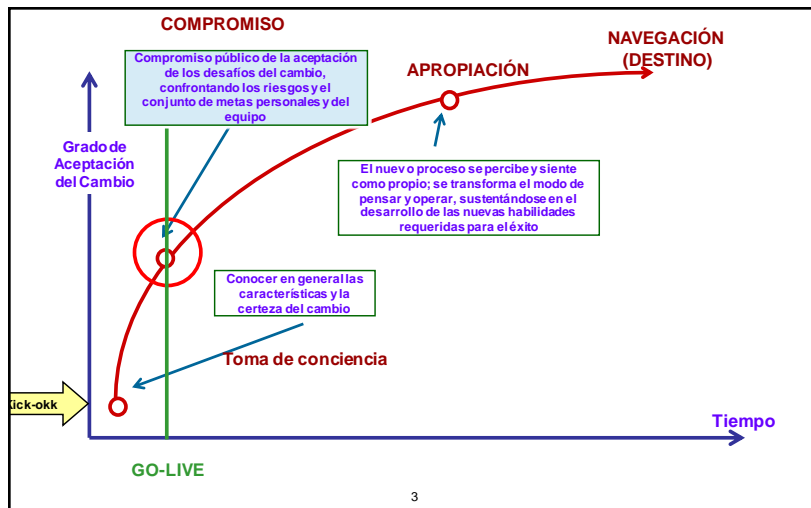 COMPROMISO
Compromiso público de la aceptación
de los desafíos del cambio,
confrontando los riesgos y el
conjunto de metas personales y del
equipo
NAVEGACIÓN
(DESTINO)
APROPIACIÓN
Grado de
Aceptación
del Cambio
El nuevo proceso se percibe y siente
como propio; se transforma el modo de
pensar y operar, sustentándose en el
desarrollo de las nuevas habilidades
requeridas para el éxito
Conocer en general las
características y la
certeza del cambio
Toma de conciencia
Kick-okk
Tiempo
GO-LIVE
3